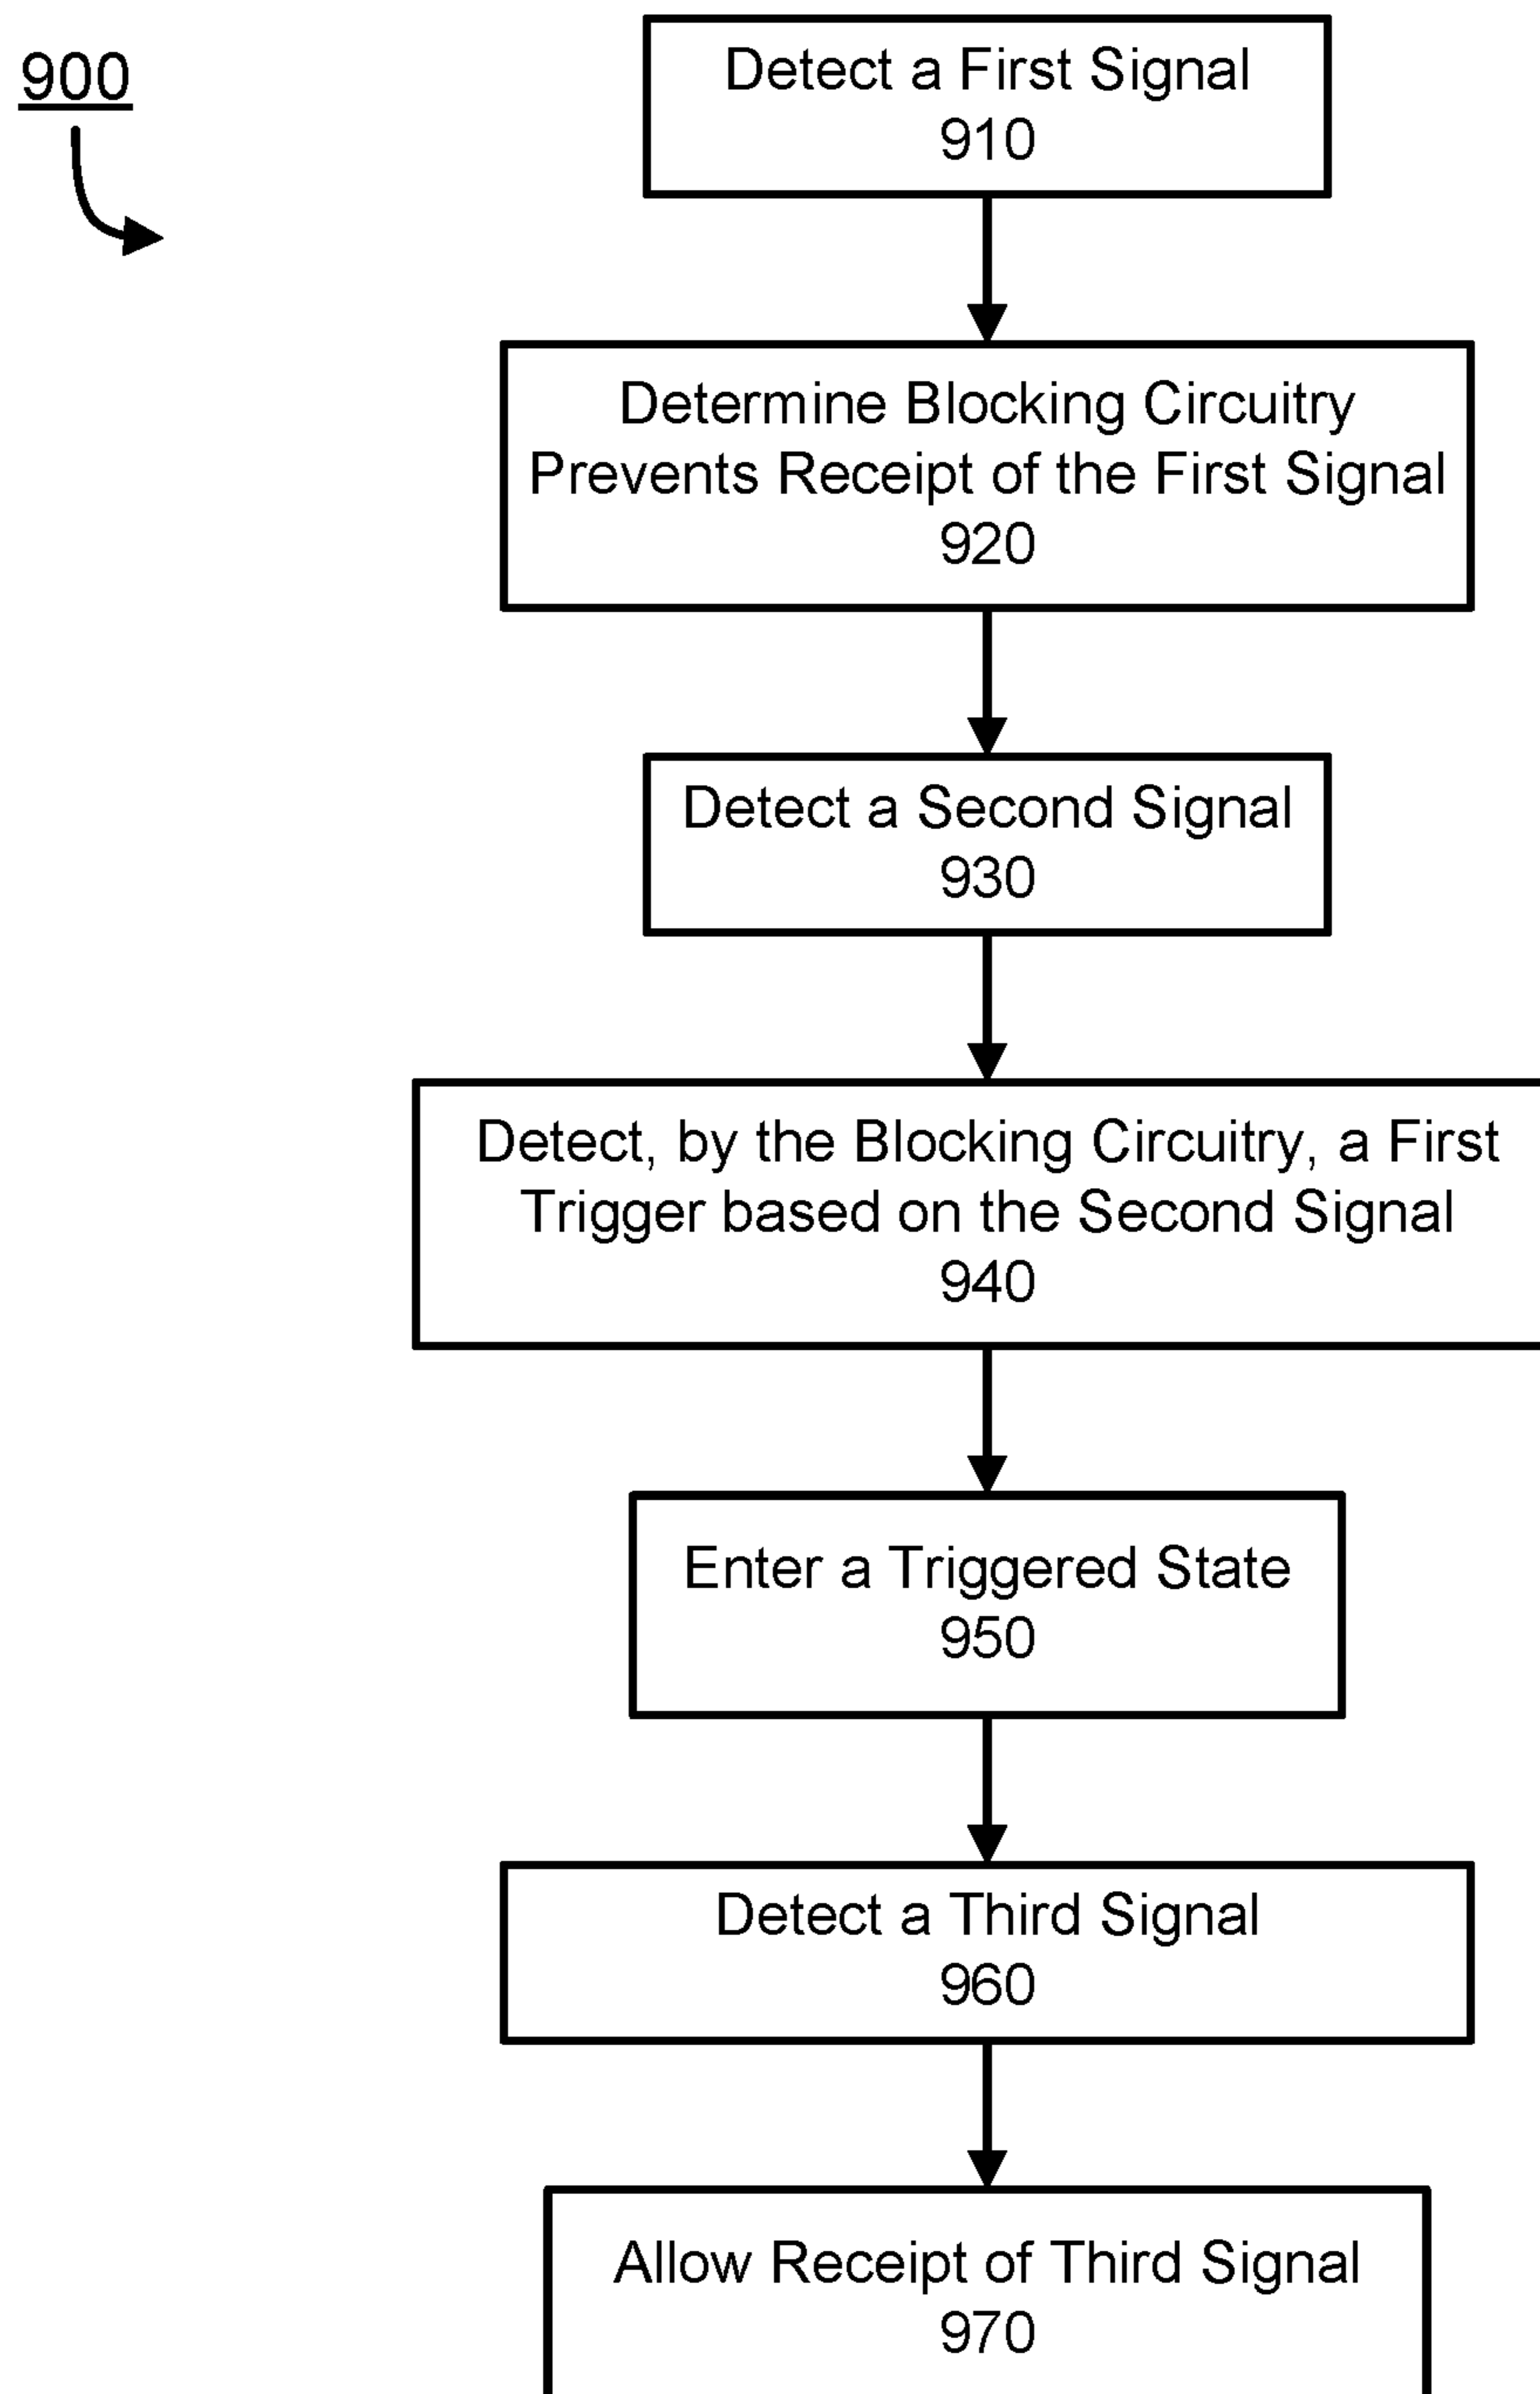 900
Detect a First Signal
910
Determine Blocking Circuitry
Prevents Receipt of the First Signal
920
Detect a Second Signal
930
Detect, by the Blocking Circuitry, a First
Trigger based on the Second Signal
940
Enter a Triggered State
950
Detect a Third Signal
960
Allow Receipt of Third Signal
970